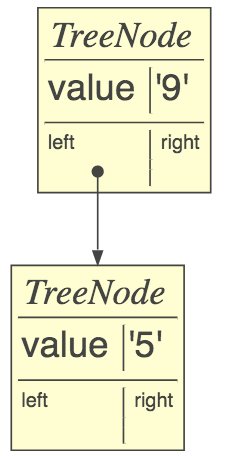 TreeNode
value '9'
left right
TreeNode
value '5'
left right